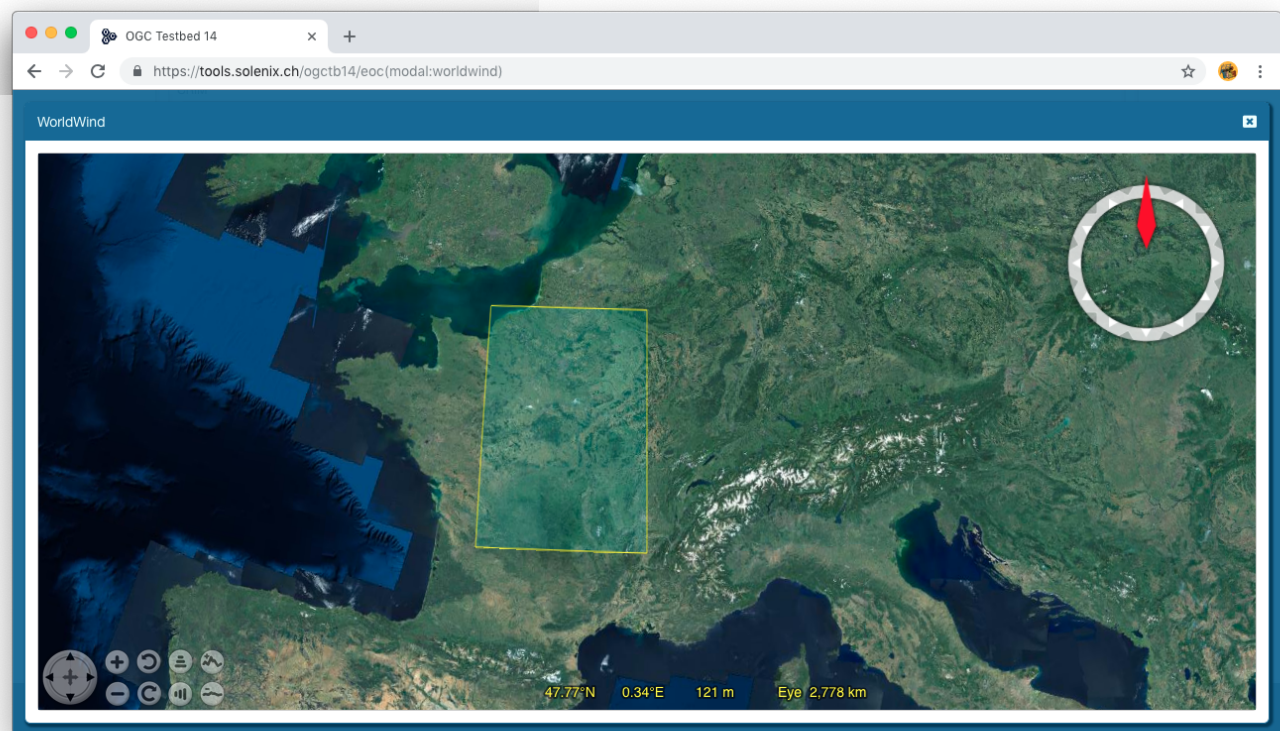 OGC Testbed 14
https://tools.solenix.ch/ogctb14/eoc(modal:worldwind)
WorldWind
47.77°N 0.34°E 121 m Eye 2,778 km